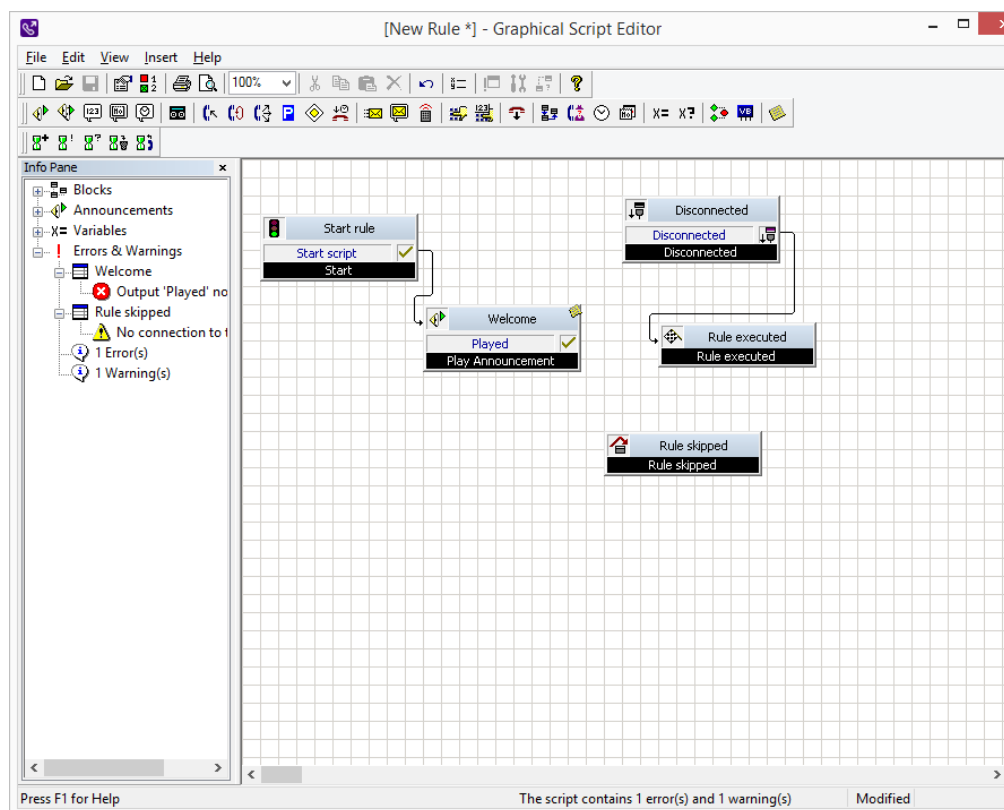 [New Rule *] - Graphical Script Editor
File Edit View Insert Help
100%
Info Pane
Blocks
Announcements
X= Variables
Errors & Warnings
Welcome
Output 'Played' no
Rule skipped
No connection to t
1 Error(s)
1 Warning(s)
Start rule
Start script
Start
Welcome
Played
Play Announcement
Disconnected
Disconnected
Disconnected
Rule executed
Rule executed
Rule skipped
Rule skipped
Press F1 for Help
The script contains 1 error(s) and 1 warning(s)
Modified